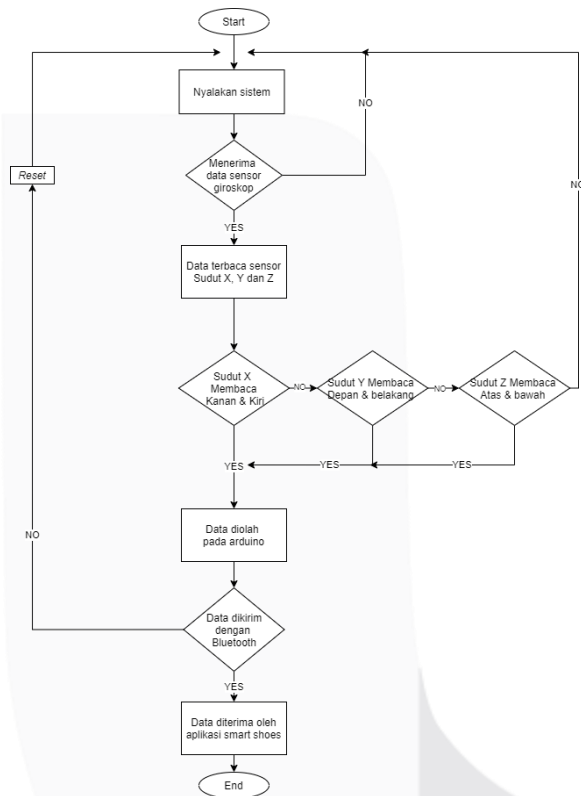 Start
Nyalakan sistem
NO
Menerima
data sensor
giroskop
Reset
NO
YES
Data terbaca sensor
Sudut X, Y dan Z
Sudut X
Membaca
Kanan & Kiri
NO
Sudut Y Membaca
Depan & belakang
NO
Sudut Z Membaca
Atas & bawah
YES
YES
YES
Data diolah
pada arduino
NO
Data dikirim
dengan
Bluetooth
YES
Data diterima oleh
aplikasi smart shoes
End